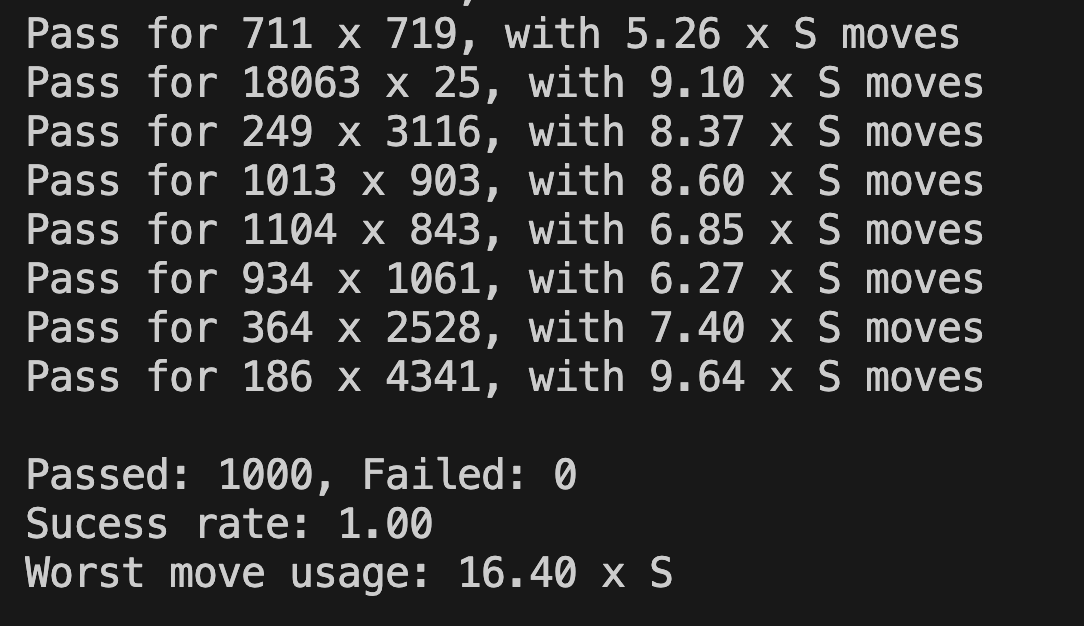 Pass for 711 x 719, with 5.26 x S moves
Pass for 18063 x 25, with 9.10 x S moves
Pass for 249 x 3116, with 8.37 x S moves
Pass for 1013 x 903, with 8.60 x S moves
Pass for 1104 x 843, with 6.85 x S moves
Pass for 934 x 1061, with 6.27 x S moves
Pass for 364 x 2528, with 7.40 x S moves
Pass for 186 x 4341, with 9.64 x S moves
Passed: 1000, Failed: 0
Sucess rate: 1.00
Worst move usage: 16.40 x S